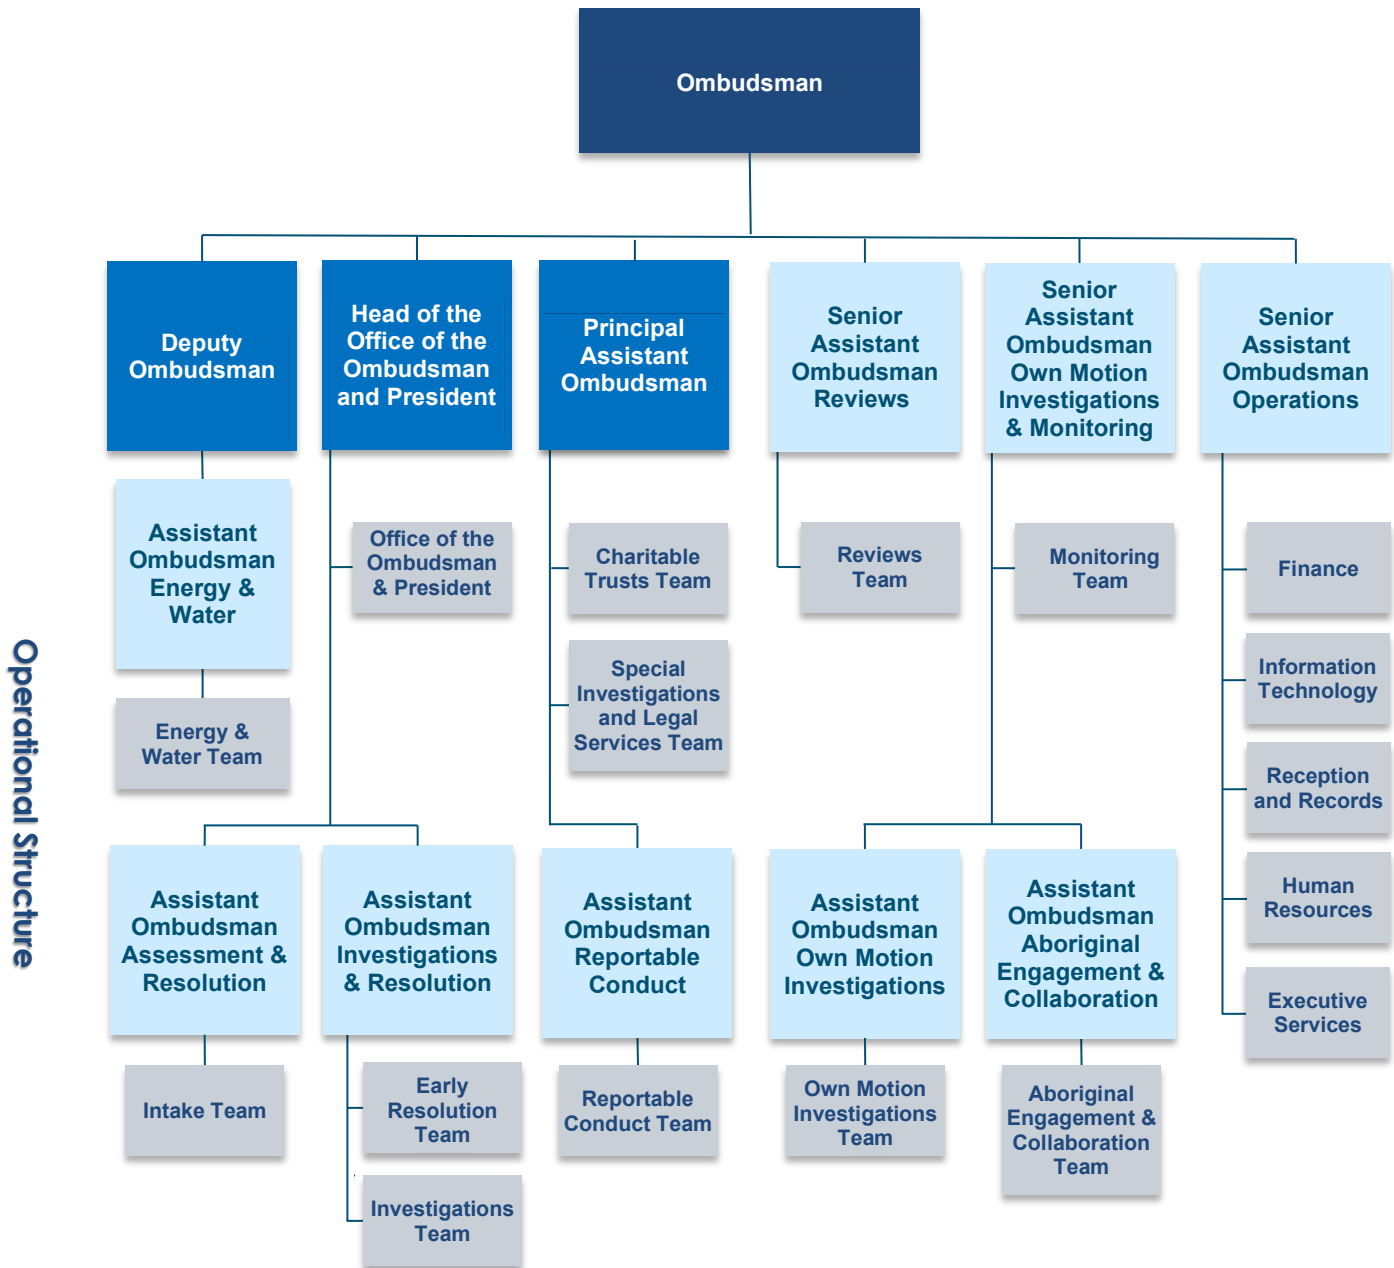 Ombudsman
Deputy
Ombudsman
Head of the
Office of the
Ombudsman
and President
Principal
Assistant
Ombudsman
Senior
Assistant
Ombudsman
Reviews
Senior
Assistant
Ombudsman
Own Motion
Investigations
& Monitoring
Senior
Assistant
Ombudsman
Operations
Assistant
Ombudsman
Energy &
Water
Office of the
Ombudsman
& President
Charitable
Trusts Team
Reviews
Team
Monitoring
Team
Finance
Special
Investigations
and Legal
Services Team
Information
Technology
Energy &
Water Team
Reception
and Records
Operational Structure
Assistant
Ombudsman
Assessment &
Resolution
Assistant
Ombudsman
Investigations
& Resolution
Assistant
Ombudsman
Reportable
Conduct
Assistant
Ombudsman
Own Motion
Investigations
Assistant
Ombudsman
Aboriginal
Engagement &
Collaboration
Human
Resources
Executive
Services
Intake Team
Early
Resolution
Team
Reportable
Conduct Team
Own Motion
Investigations
Team
Aboriginal
Engagement &
Collaboration
Team
Investigations
Team